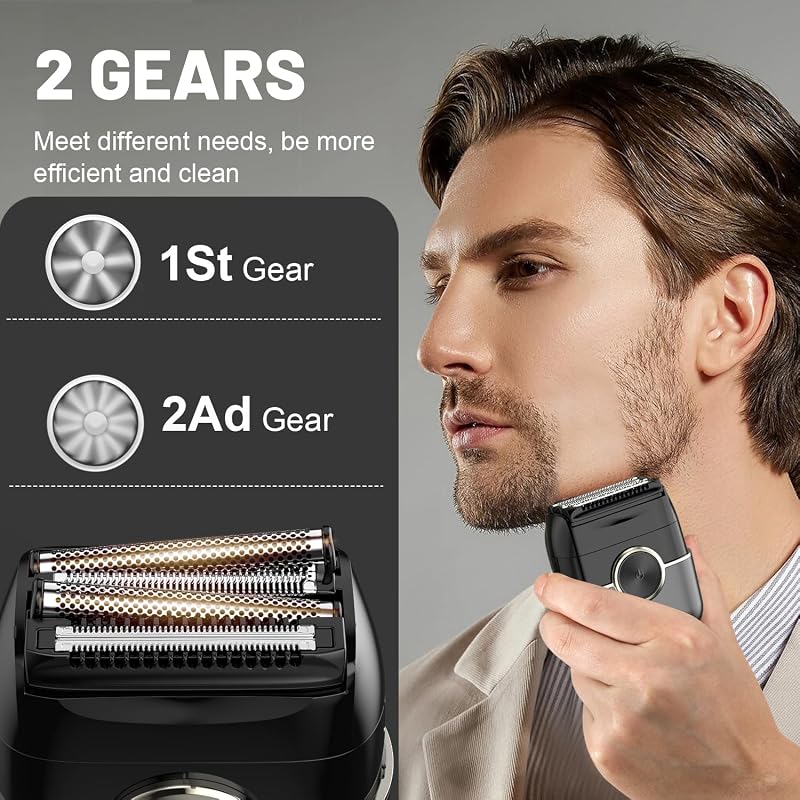 2 GEARS
Meet different needs, be more
efficient and clean
1St Gear
2Ad Gear